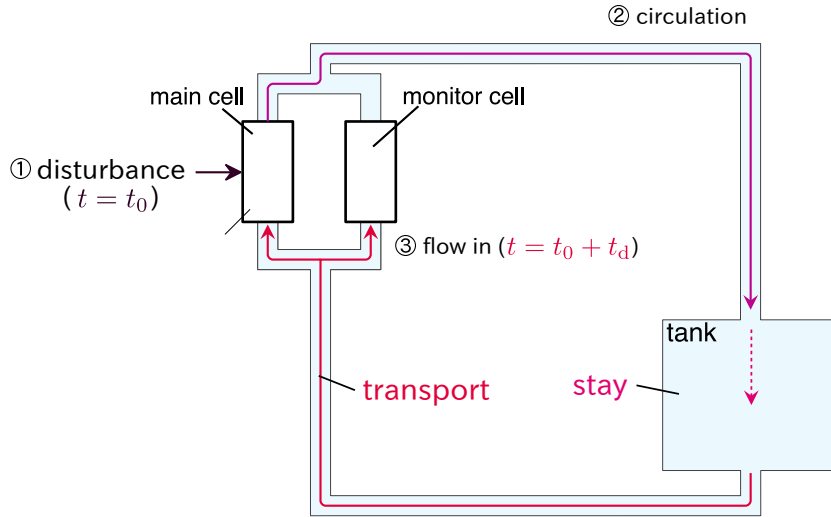 ② circulation
main cell
monitor cell
① disturbance
( t = t₀ )
③ flow in (t = t₀ + t_d)
tank
transport
stay